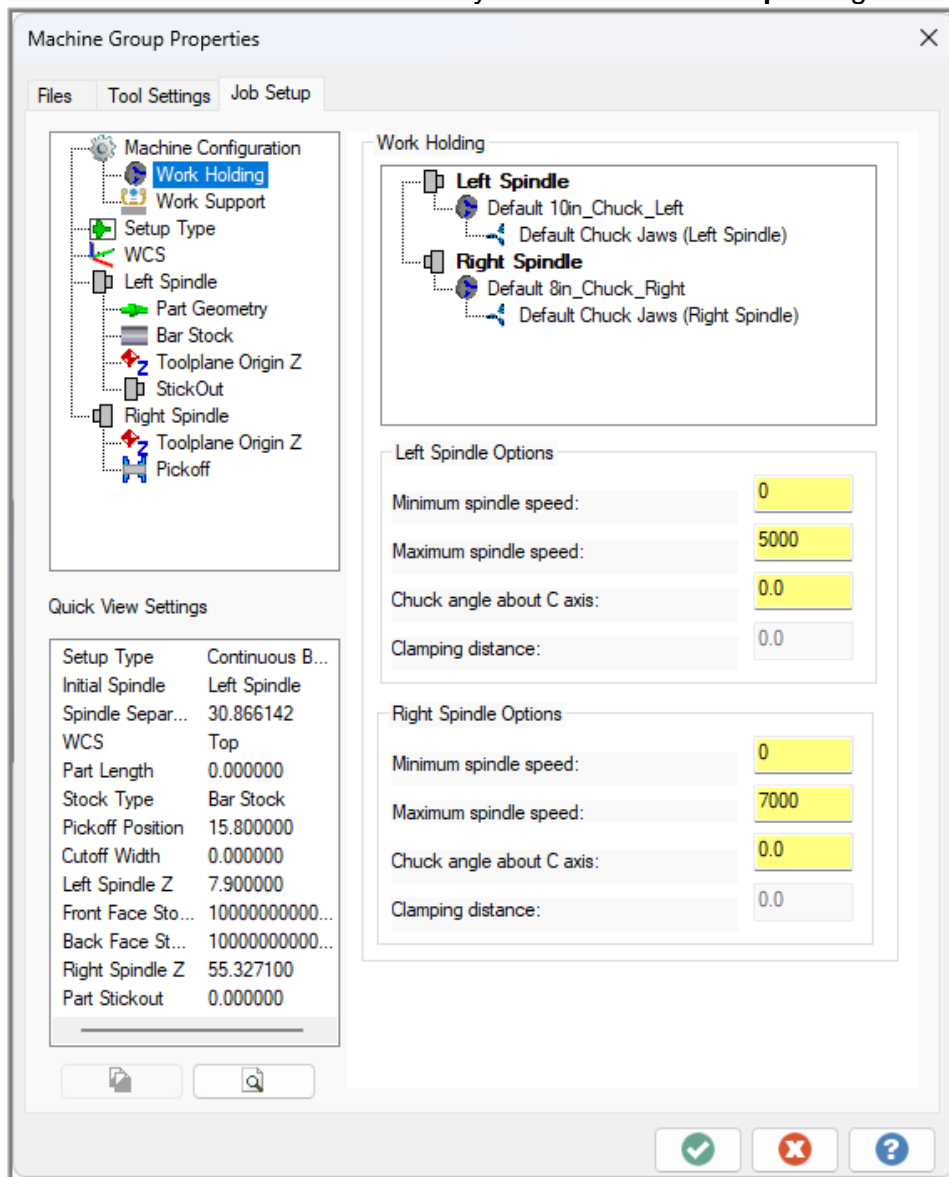 Machine Group Properties
Files Tool Settings Job Setup
Machine Configuration
Work Holding
Work Support
Setup Type
WCS
Left Spindle
Part Geometry
Bar Stock
Toolplane Origin Z
StickOut
Right Spindle
Toolplane Origin Z
Pickoff
Quick View Settings
Setup Type Continuous B...
Initial Spindle Left Spindle
Spindle Separ... 30.866142
WCS Top
Part Length 0.000000
Stock Type Bar Stock
Pickoff Position 15.800000
Cutoff Width 0.000000
Left Spindle Z 7.900000
Front Face Sto... 10000000000...
Back Face St... 10000000000...
Right Spindle Z 55.327100
Part Stickout 0.000000
Work Holding
Left Spindle
Default 10in_Chuck_Left
Default Chuck Jaws (Left Spindle)
Right Spindle
Default 8in_Chuck_Right
Default Chuck Jaws (Right Spindle)
Left Spindle Options
Minimum spindle speed: 0
Maximum spindle speed: 5000
Chuck angle about C axis: 0.0
Clamping distance: 0.0
Right Spindle Options
Minimum spindle speed: 0
Maximum spindle speed: 7000
Chuck angle about C axis: 0.0
Clamping distance: 0.0